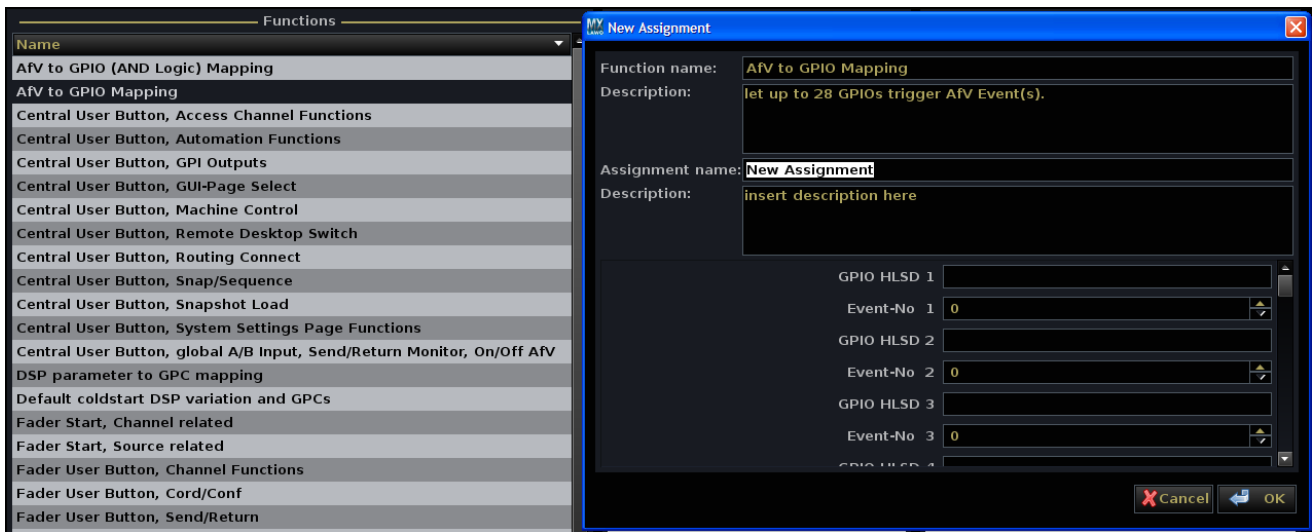 Functions
Name
AfV to GPIO (AND Logic) Mapping
AfV to GPIO Mapping
Central User Button, Access Channel Functions
Central User Button, Automation Functions
Central User Button, GPI Outputs
Central User Button, GUI-Page Select
Central User Button, Machine Control
Central User Button, Remote Desktop Switch
Central User Button, Routing Connect
Central User Button, Snap/Sequence
Central User Button, Snapshot Load
Central User Button, System Settings Page Functions
Central User Button, global A/B Input, Send/Return Monitor, On/Off AfV
DSP parameter to GPC mapping
Default coldstart DSP variation and GPCs
Fader Start, Channel related
Fader Start, Source related
Fader User Button, Channel Functions
Fader User Button, Cord/Conf
Fader User Button, Send/Return
MY LAWO New Assignment
Function name: AfV to GPIO Mapping
Description: let up to 28 GPIOs trigger AfV Event(s).
Assignment name: New Assignment
Description: insert description here
GPIO HLSD 1
Event-No 1 0
GPIO HLSD 2
Event-No 2 0
GPIO HLSD 3
Event-No 3 0
GPIO HLSD 4
Cancel OK